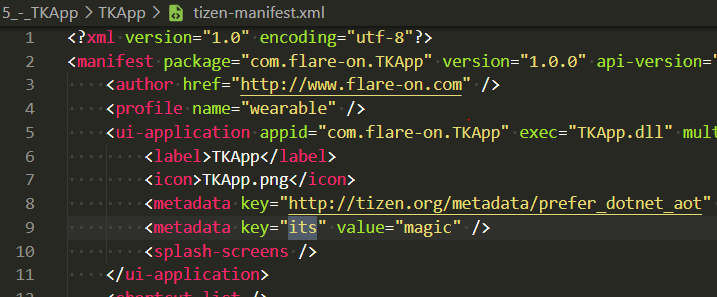 5_-_TKApp > TKApp > tizen-manifest.xml
1 <?xml version="1.0" encoding="utf-8"?>
2 <manifest package="com.flare-on.TKApp" version="1.0.0" api-version="
3 <author href="http://www.flare-on.com" />
4 <profile name="wearable" />
5 <ui-application appid="com.flare-on.TKApp" exec="TKApp.dll" mult
6 <label>TKApp</label>
7 <icon>TKApp.png</icon>
8 <metadata key="http://tizen.org/metadata/prefer_dotnet_aot"
9 <metadata key="its" value="magic" />
10 <splash-screens />
11 </ui-application>
12 <shortcut-list />